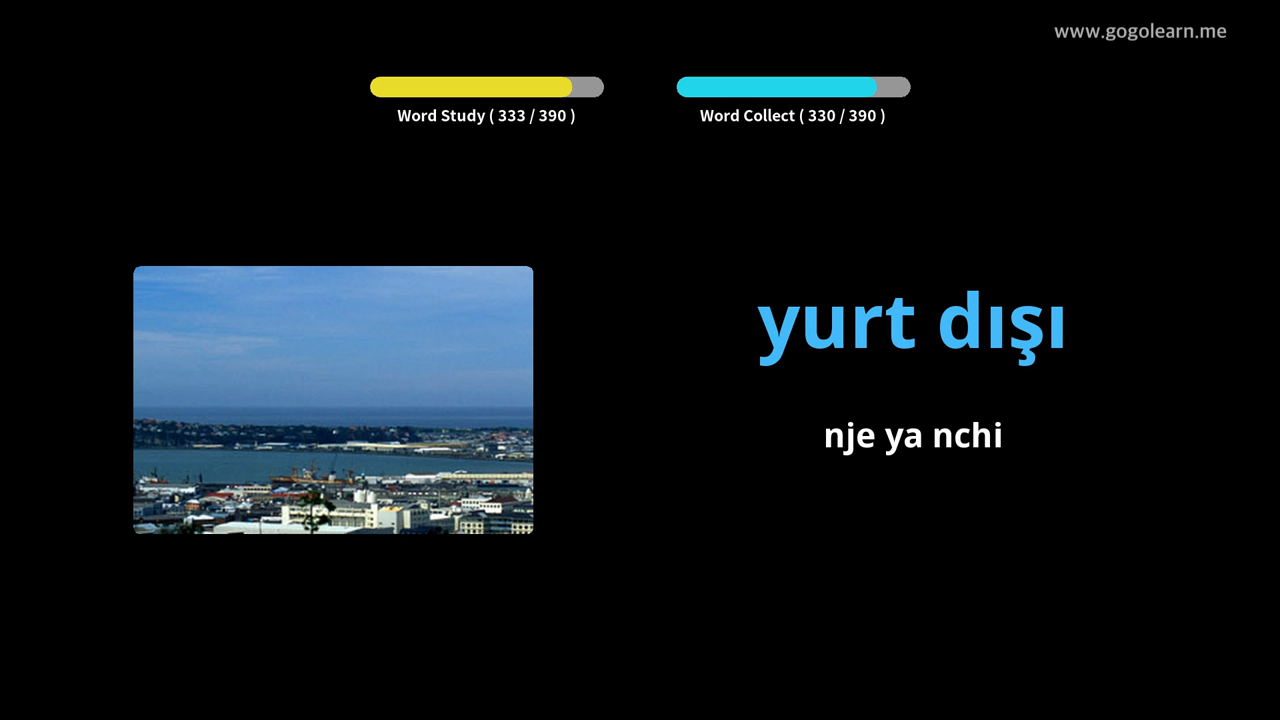 www.gogolearn.me
Word Study ( 333 / 390 )
Word Collect ( 330 / 390 )
yurt dışı
nje ya nchi